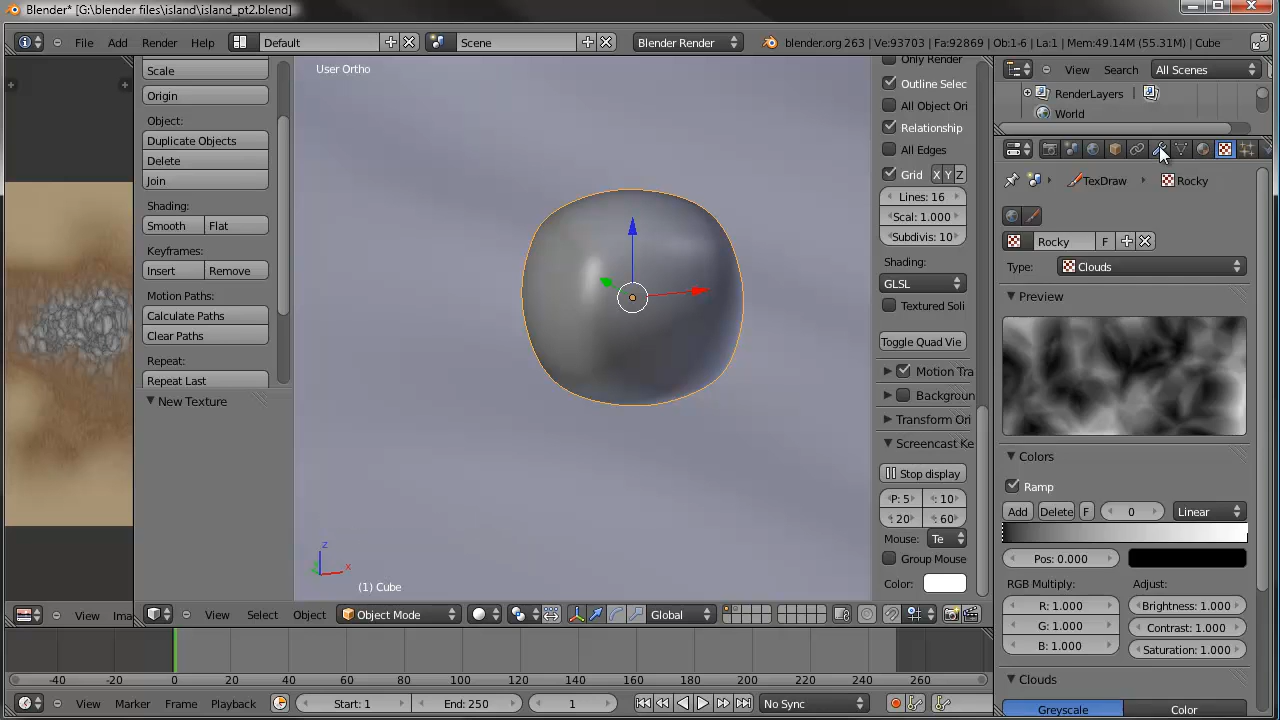 Blender* [G:\blender files\island\island_pt2.blend]
File Add Render Help Default Scene Blender Render blender.org 263 | Ve:93703 | Fa:92869 | Ob:1-6 | La:1 | Mem:49.14M (55.31M) | Cube
Scale
Origin
Object:
Duplicate Objects
Delete
Join
Shading:
Smooth Flat
Keyframes:
Insert Remove
Motion Paths:
Calculate Paths
Clear Paths
Repeat:
Repeat Last
New Texture
User Ortho
z
x
(1) Cube
Only Render
Outline Selec
All Object Ori
Relationship
All Edges
Grid X Y Z
Lines: 16
Scal: 1.000
Subdivis: 10
Shading:
GLSL
Textured Soli
Toggle Quad Vie
Motion Tra
Backgroun
Transform Ori
Screencast Ke
Stop display
P: 5 : 10
: 20 : 60
Mouse: Te
Group Mouse
Color:
View Search All Scenes
RenderLayers |
World
TexDraw Rocky
Rocky F
Type: Clouds
Preview
Colors
Ramp
Add Delete F 0 Linear
Pos: 0.000
RGB Multiply: Adjust:
R: 1.000 Brightness: 1.000
G: 1.000 Contrast: 1.000
B: 1.000 Saturation: 1.000
Clouds
Greyscale Color
View Ima
View Select Object Object Mode Global
-40 -20 0 20 40 60 80 100 120 140 160 180 200 220 240 260
View Marker Frame Playback Start: 1 End: 250 1 No Sync